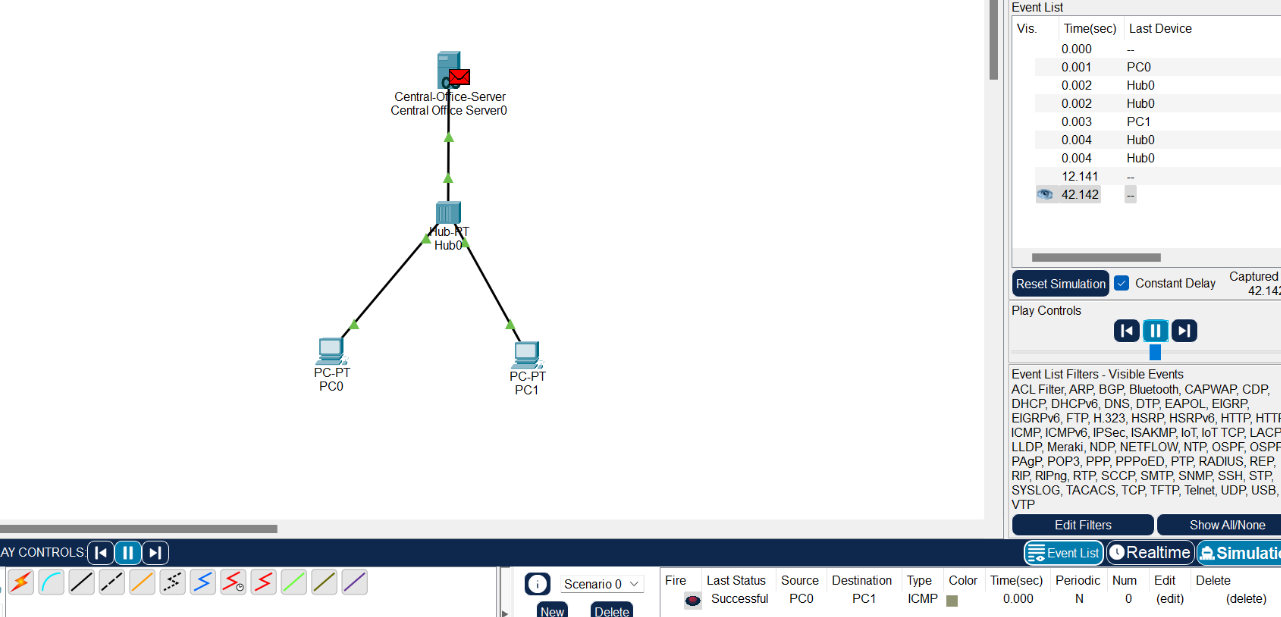 Central-Office-Server
Central Office Server0
Hub-PT
Hub0
PC-PT
PC0
PC-PT
PC1
Event List
Vis. Time(sec) Last Device
0.000 --
0.001 PC0
0.002 Hub0
0.002 Hub0
0.003 PC1
0.004 Hub0
0.004 Hub0
12.141 --
42.142 --
Reset Simulation Constant Delay Captured
42.142
Play Controls
Event List Filters - Visible Events
ACL Filter, ARP, BGP, Bluetooth, CAPWAP, CDP,
DHCP, DHCPv6, DNS, DTP, EAPOL, EIGRP,
EIGRPv6, FTP, H.323, HSRP, HSRPv6, HTTP, HTTP
ICMP, ICMPv6, IPSec, ISAKMP, IoT, IoT TCP, LACP
LLDP, Meraki, NDP, NETFLOW, NTP, OSPF, OSPF
PAgP, POP3, PPP, PPPoED, PTP, RADIUS, REP,
RIP, RIPng, RTP, SCCP, SMTP, SNMP, SSH, STP,
SYSLOG, TACACS, TCP, TFTP, Telnet, UDP, USB,
VTP
Edit Filters Show All/None
AY CONTROLS: Event List Realtime Simulatio
Scenario 0
New Delete
Fire Last Status Source Destination Type Color Time(sec) Periodic Num Edit Delete
Successful PC0 PC1 ICMP 0.000 N 0 (edit) (delete)